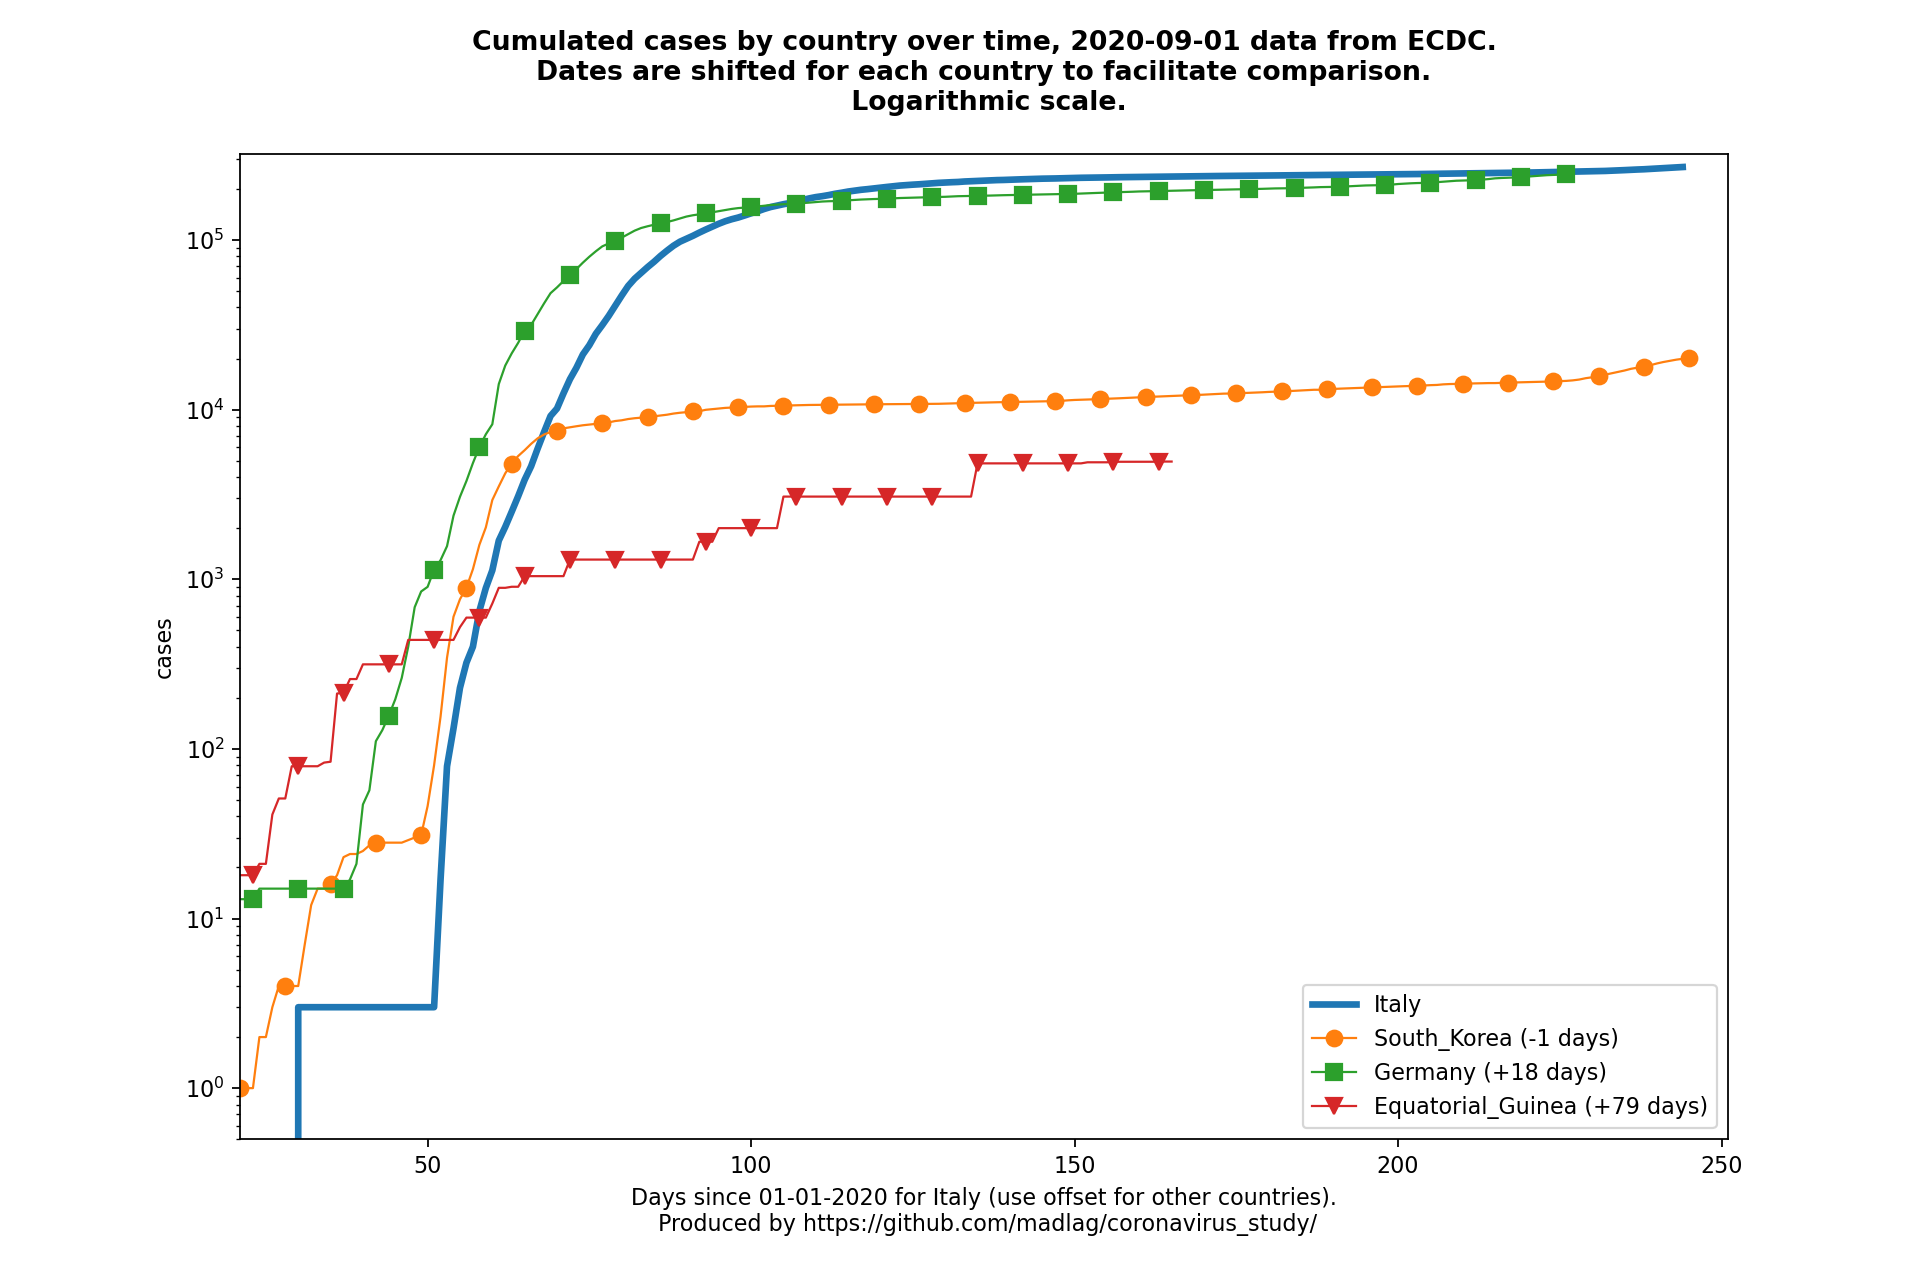 Cumulated cases by country over time, 2020-09-01 data from ECDC.
Dates are shifted for each country to facilitate comparison.
Logarithmic scale.
10^5
10^4
10^3
10^2
10^1
10^0
cases
Italy
South_Korea (-1 days)
Germany (+18 days)
Equatorial_Guinea (+79 days)
50 100 150 200 250
Days since 01-01-2020 for Italy (use offset for other countries).
Produced by https://github.com/madlag/coronavirus_study/